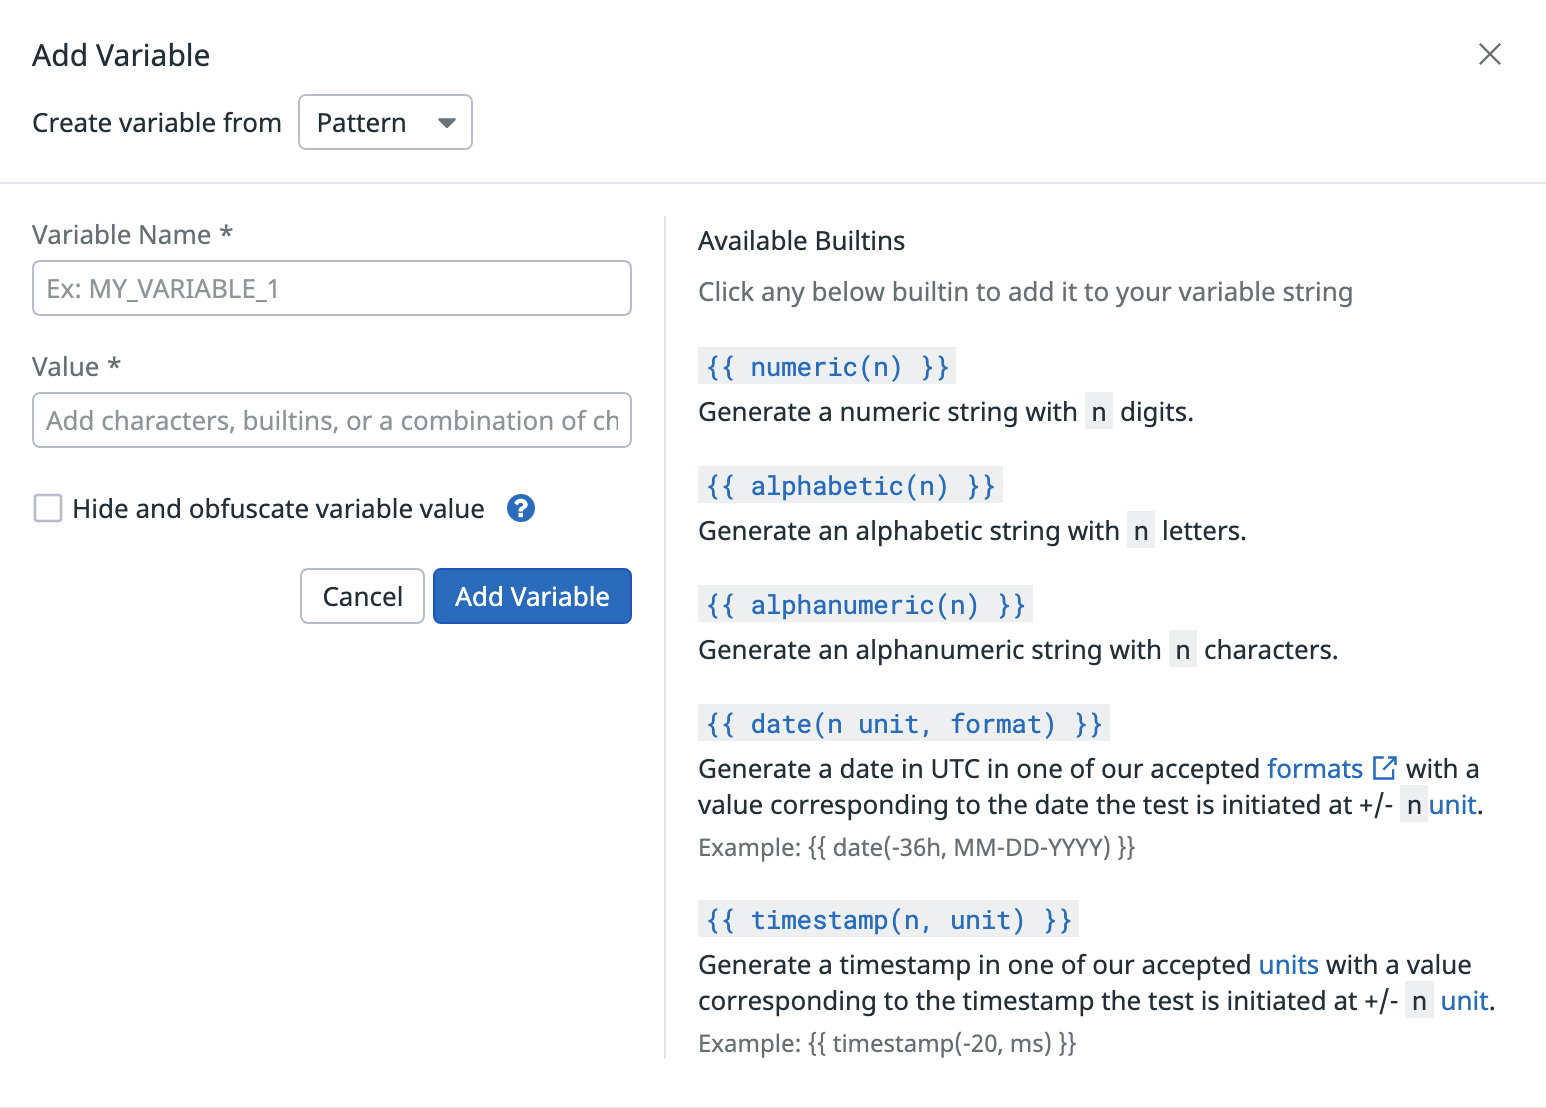 Add Variable
Create variable from Pattern
Variable Name *
Ex: MY_VARIABLE_1
Value *
Add characters, builtins, or a combination of ch
Hide and obfuscate variable value ?
Cancel Add Variable
Available Builtins
Click any below builtin to add it to your variable string
{{ numeric(n) }}
Generate a numeric string with n digits.
{{ alphabetic(n) }}
Generate an alphabetic string with n letters.
{{ alphanumeric(n) }}
Generate an alphanumeric string with n characters.
{{ date(n unit, format) }}
Generate a date in UTC in one of our accepted formats with a
value corresponding to the date the test is initiated at +/- n unit.
Example: {{ date(-36h, MM-DD-YYYY) }}
{{ timestamp(n, unit) }}
Generate a timestamp in one of our accepted units with a value
corresponding to the timestamp the test is initiated at +/- n unit.
Example: {{ timestamp(-20, ms) }}